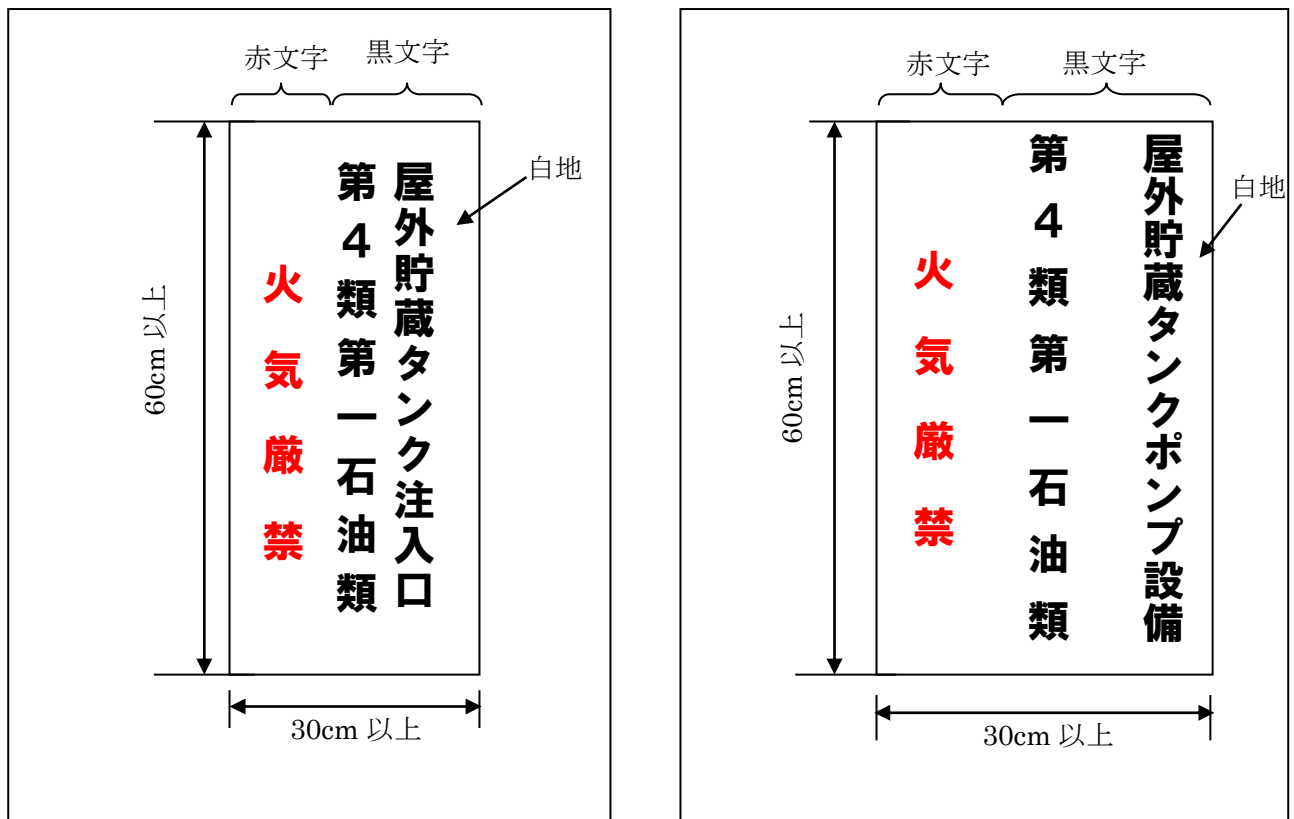 赤文字
黒文字
屋外貯蔵タンク注入口
第４類第一石油類
火気厳禁
白地
60cm 以上
30cm 以上
赤文字
黒文字
屋外貯蔵タンクポンプ設備
第４類第一石油類
火気厳禁
白地
60cm 以上
30cm 以上